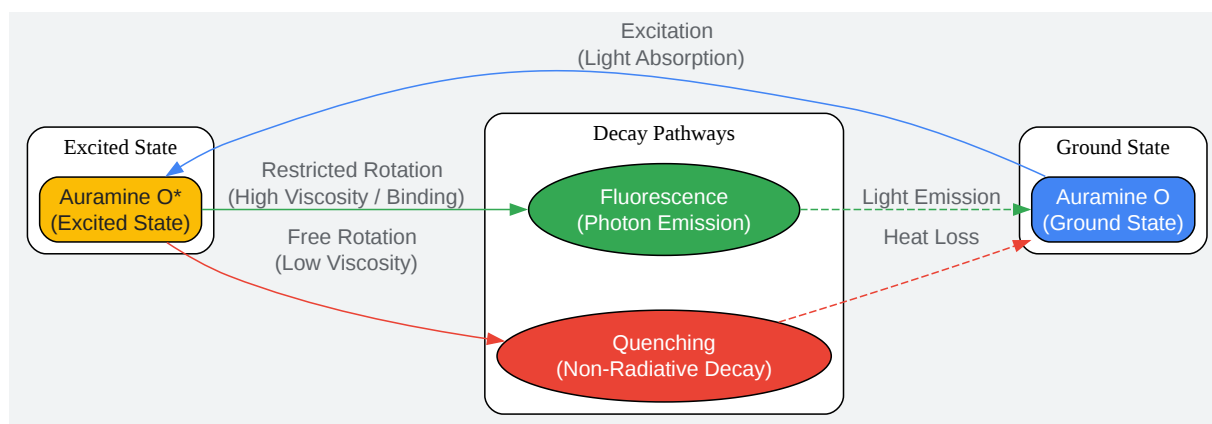 Excitation
(Light Absorption)
Excited State
Auramine O*
(Excited State)
Restricted Rotation
(High Viscosity / Binding)
Free Rotation
(Low Viscosity)
Decay Pathways
Fluorescence
(Photon Emission)
Quenching
(Non-Radiative Decay)
Light Emission
Heat Loss
Ground State
Auramine O
(Ground State)